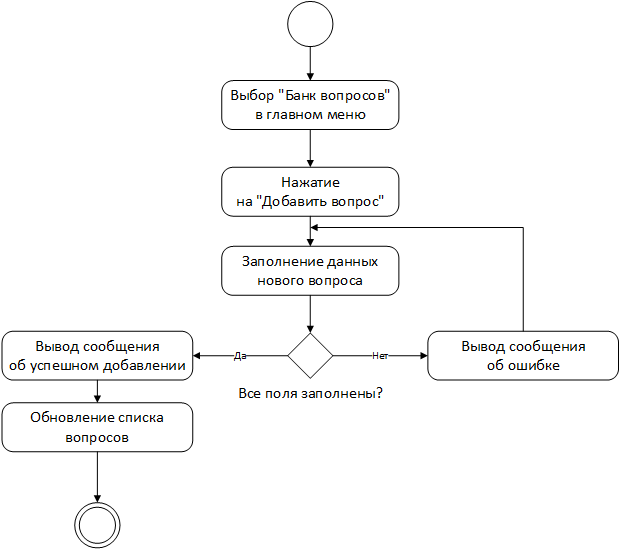 Выбор "Банк вопросов"
в главном меню
Нажатие
на "Добавить вопрос"
Заполнение данных
нового вопроса
Вывод сообщения
об успешном добавлении
Да
Нет
Вывод сообщения
об ошибке
Все поля заполнены?
Обновление списка
вопросов